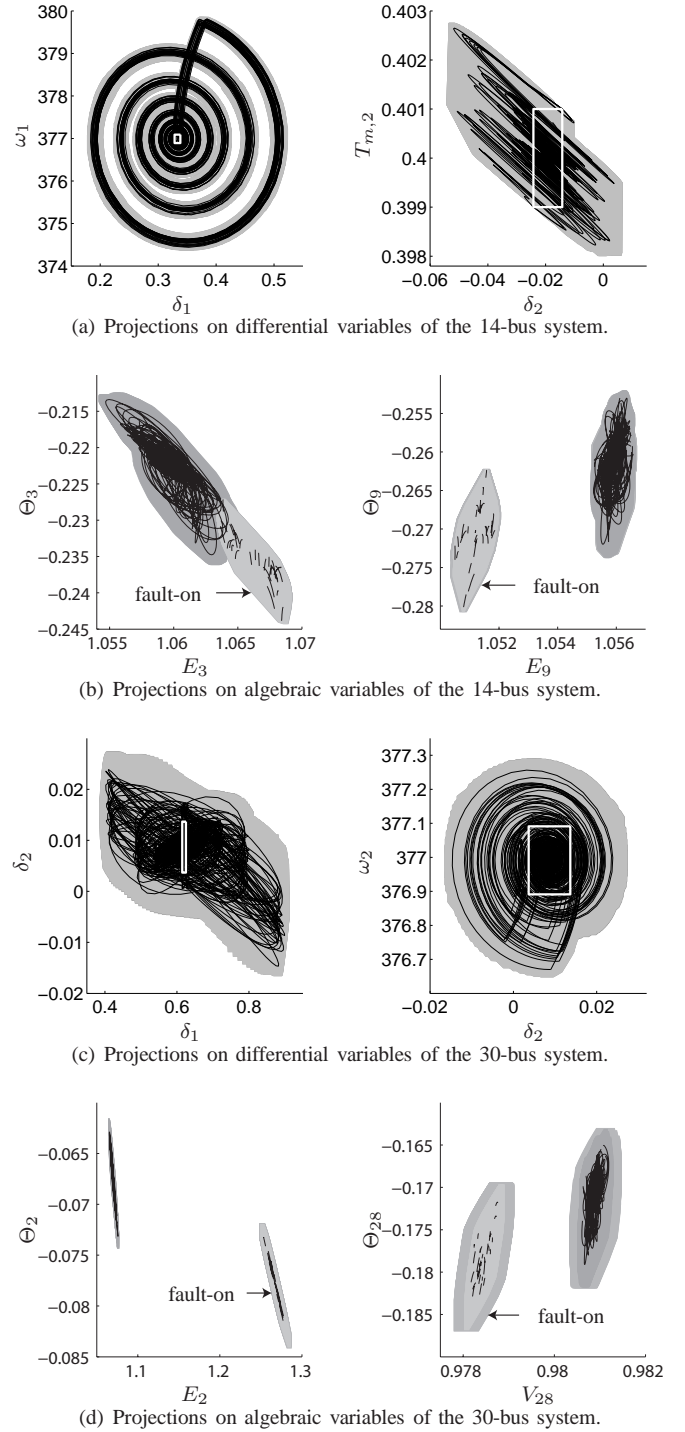 380
379
378
377
376
375
374
ω1
0.2 0.3 0.4 0.5
δ1
0.403
0.402
0.401
0.4
0.399
0.398
Tm,2
−0.06 −0.04 −0.02 0
δ2
(a) Projections on differential variables of the 14-bus system.
−0.215
−0.22
−0.225
−0.23
−0.235
−0.24
−0.245
Θ3
fault-on
1.055 1.06 1.065 1.07
E3
−0.255
−0.26
−0.265
−0.27
−0.275
−0.28
Θ9
fault-on
1.052 1.054 1.056
E9
(b) Projections on algebraic variables of the 14-bus system.
0.02
0.01
0
−0.01
−0.02
δ2
0.4 0.6 0.8
δ1
377.3
377.2
377.1
377
376.9
376.8
376.7
ω2
−0.02 0 0.02
δ2
(c) Projections on differential variables of the 30-bus system.
−0.065
−0.07
−0.075
−0.08
−0.085
Θ2
fault-on
1.1 1.2 1.3
E2
−0.165
−0.17
−0.175
−0.18
−0.185
Θ28
fault-on
0.978 0.98 0.982
V28
(d) Projections on algebraic variables of the 30-bus system.